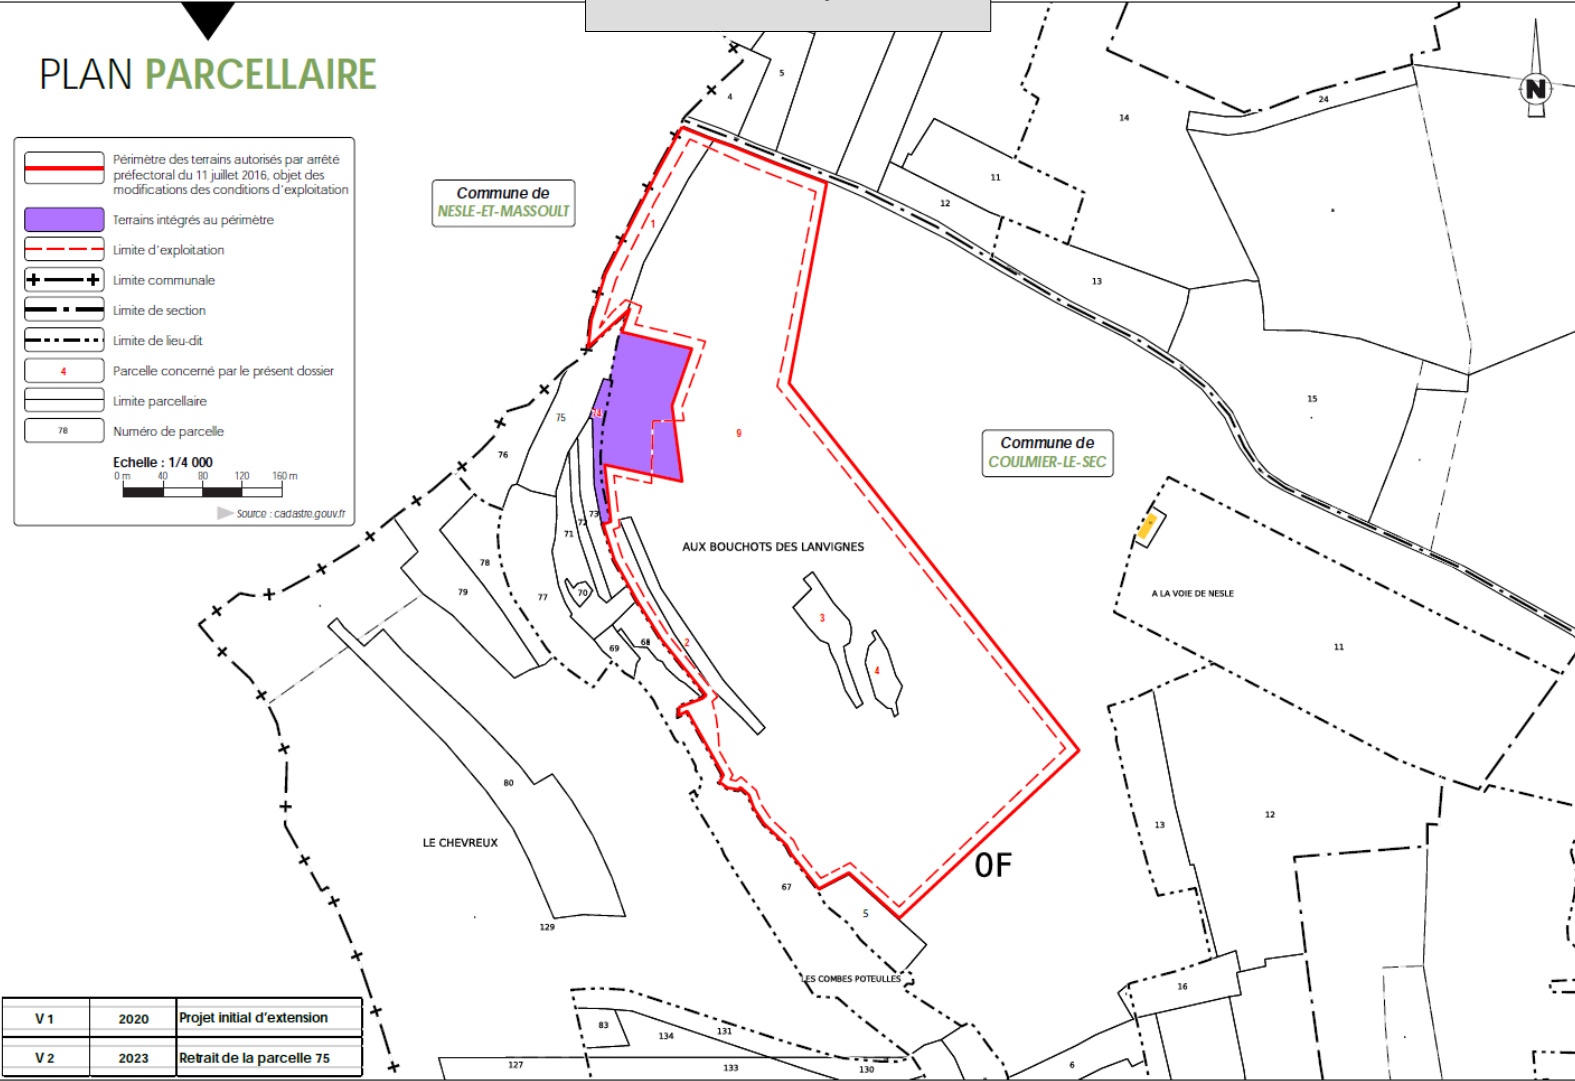 PLAN PARCELLAIRE
Périmètre des terrains autorisés par arrêté
préfectoral du 11 juillet 2016, objet des
modifications des conditions d'exploitation
Terrains intégrés au périmètre
Limite d'exploitation
Limite communale
Limite de section
Limite de lieu-dit
4
Parcelle concerné par le présent dossier
Limite parcellaire
78
Numéro de parcelle
Echelle : 1/4 000
0 m 40 80 120 160 m
Source : cadastre.gouv.fr
Commune de
NESLE-ET-MASSOULT
Commune de
COULMIER-LE-SEC
N
5
4
24
14
11
12
1
13
15
75
74
9
76
73
72
71
78
79
77
70
AUX BOUCHOTS DES LANVIGNES
A LA VOIE DE NESLE
3
2
68
69
4
11
80
LE CHEVREUX
13
12
0F
67
5
129
LES COMBES POTEULLES
16
83
134
131
127
133
130
6
V 1 2020 Projet initial d'extension
V 2 2023 Retrait de la parcelle 75